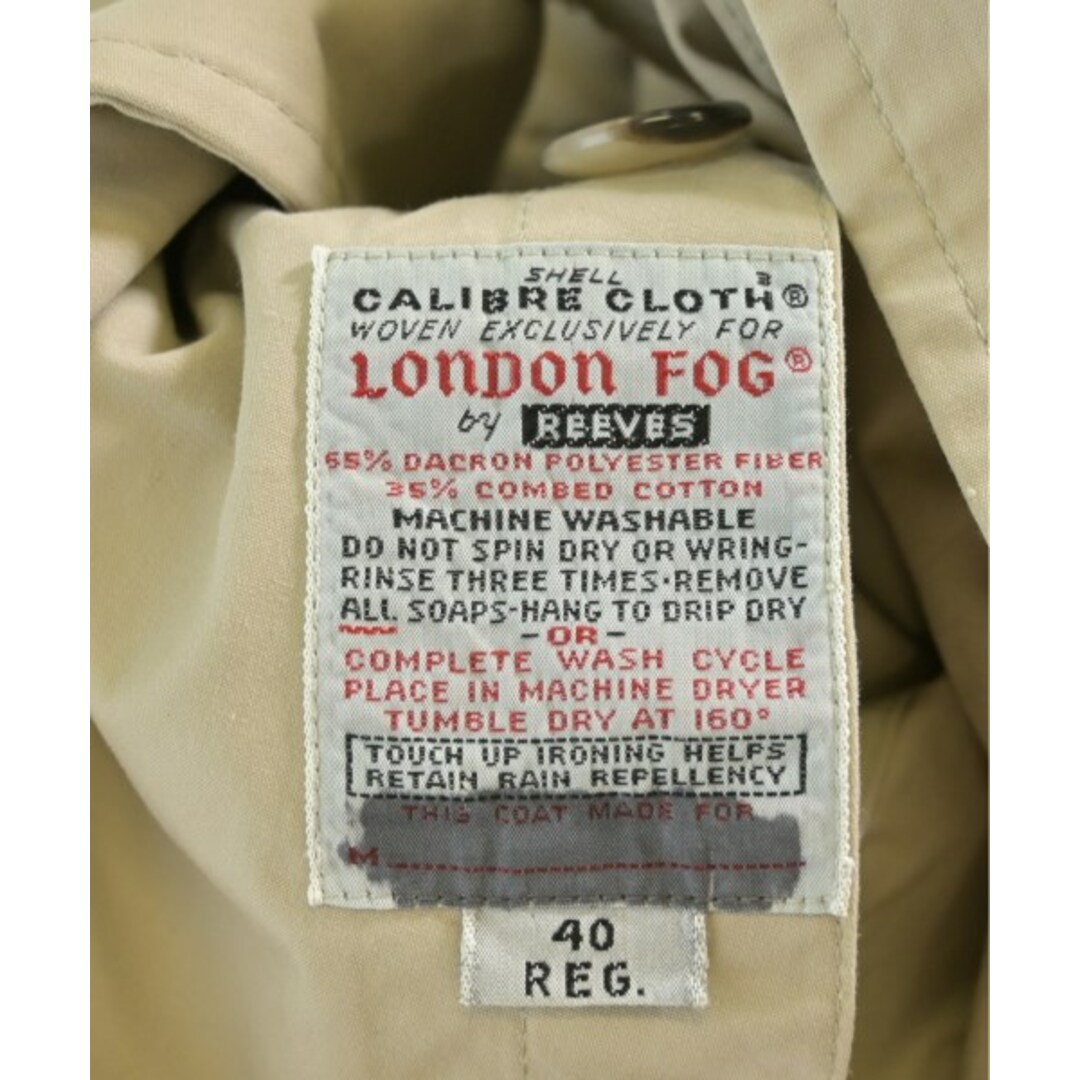 SHELL
CALIBRE CLOTH 3 ®
WOVEN EXCLUSIVELY FOR
LONDON FOG ®
by REEVES
65% DACRON POLYESTER FIBER
35% COMBED COTTON
MACHINE WASHABLE
DO NOT SPIN DRY OR WRING-
RINSE THREE TIMES·REMOVE
ALL SOAPS-HANG TO DRIP DRY
-OR-
COMPLETE WASH CYCLE
PLACE IN MACHINE DRYER
TUMBLE DRY AT 160°
TOUCH UP IRONING HELPS
RETAIN RAIN REPELLENCY
THIS COAT MADE FOR
M
40
REG.